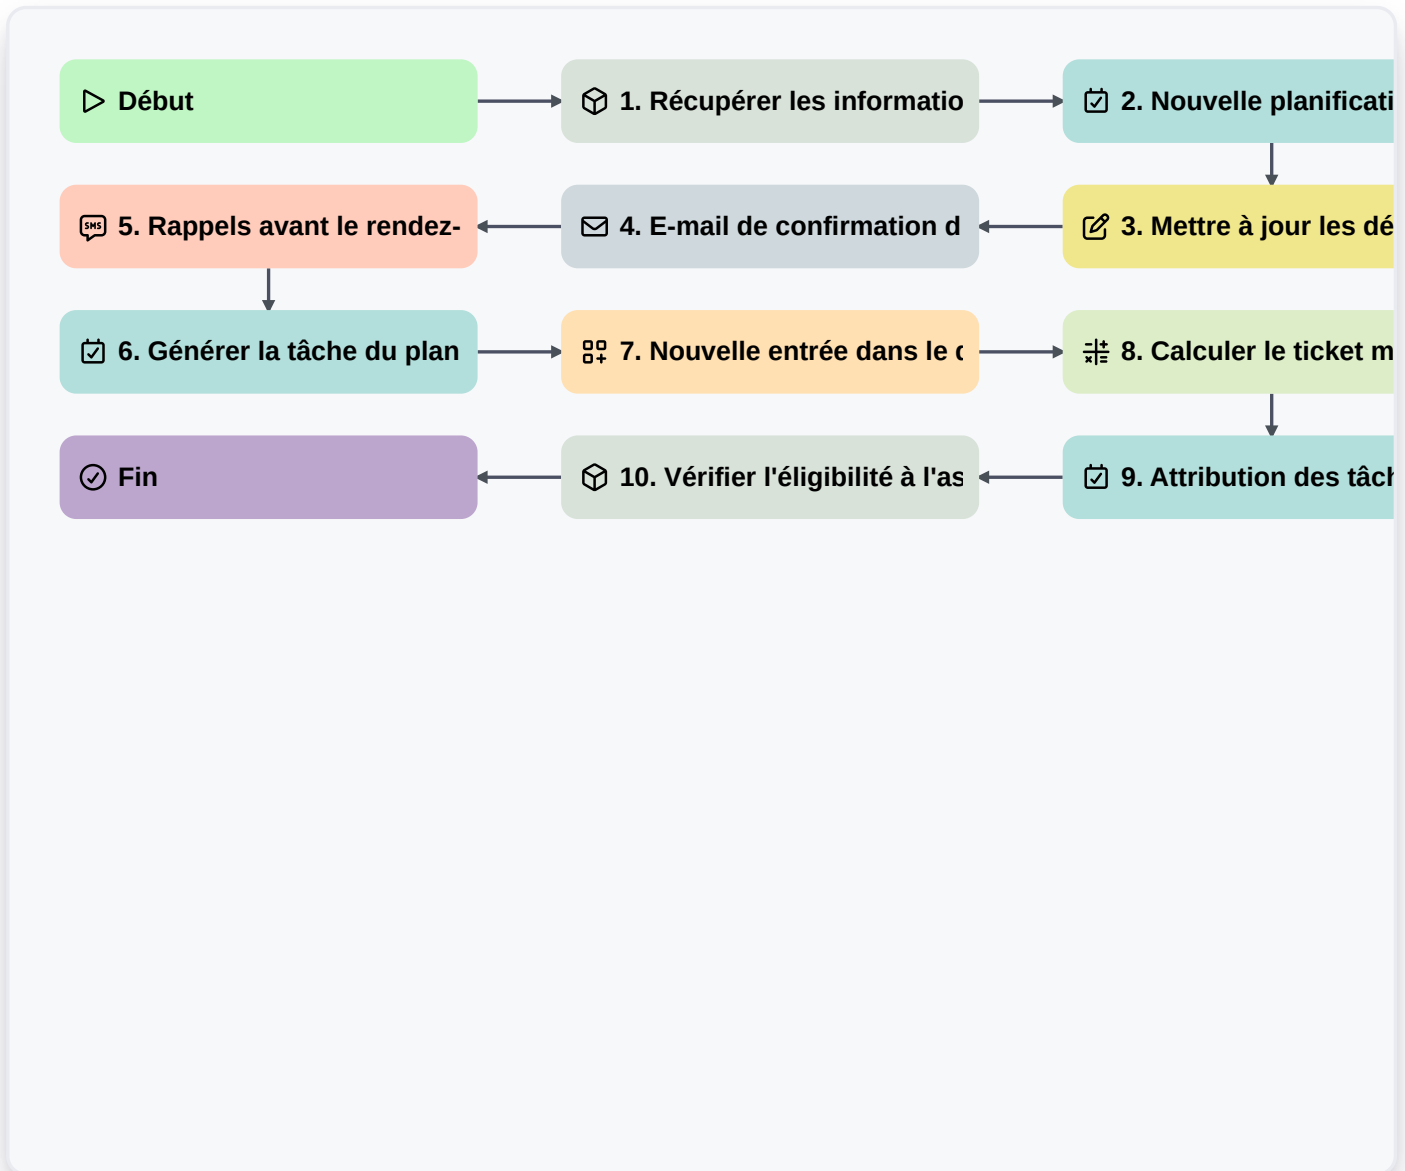 Début
1. Récupérer les informatio
2. Nouvelle planificati
5. Rappels avant le rendez-
4. E-mail de confirmation d
3. Mettre à jour les dé
6. Générer la tâche du plan
7. Nouvelle entrée dans le
8. Calculer le ticket m
Fin
10. Vérifier l'éligibilité à l'as
9. Attribution des tâch
SMS